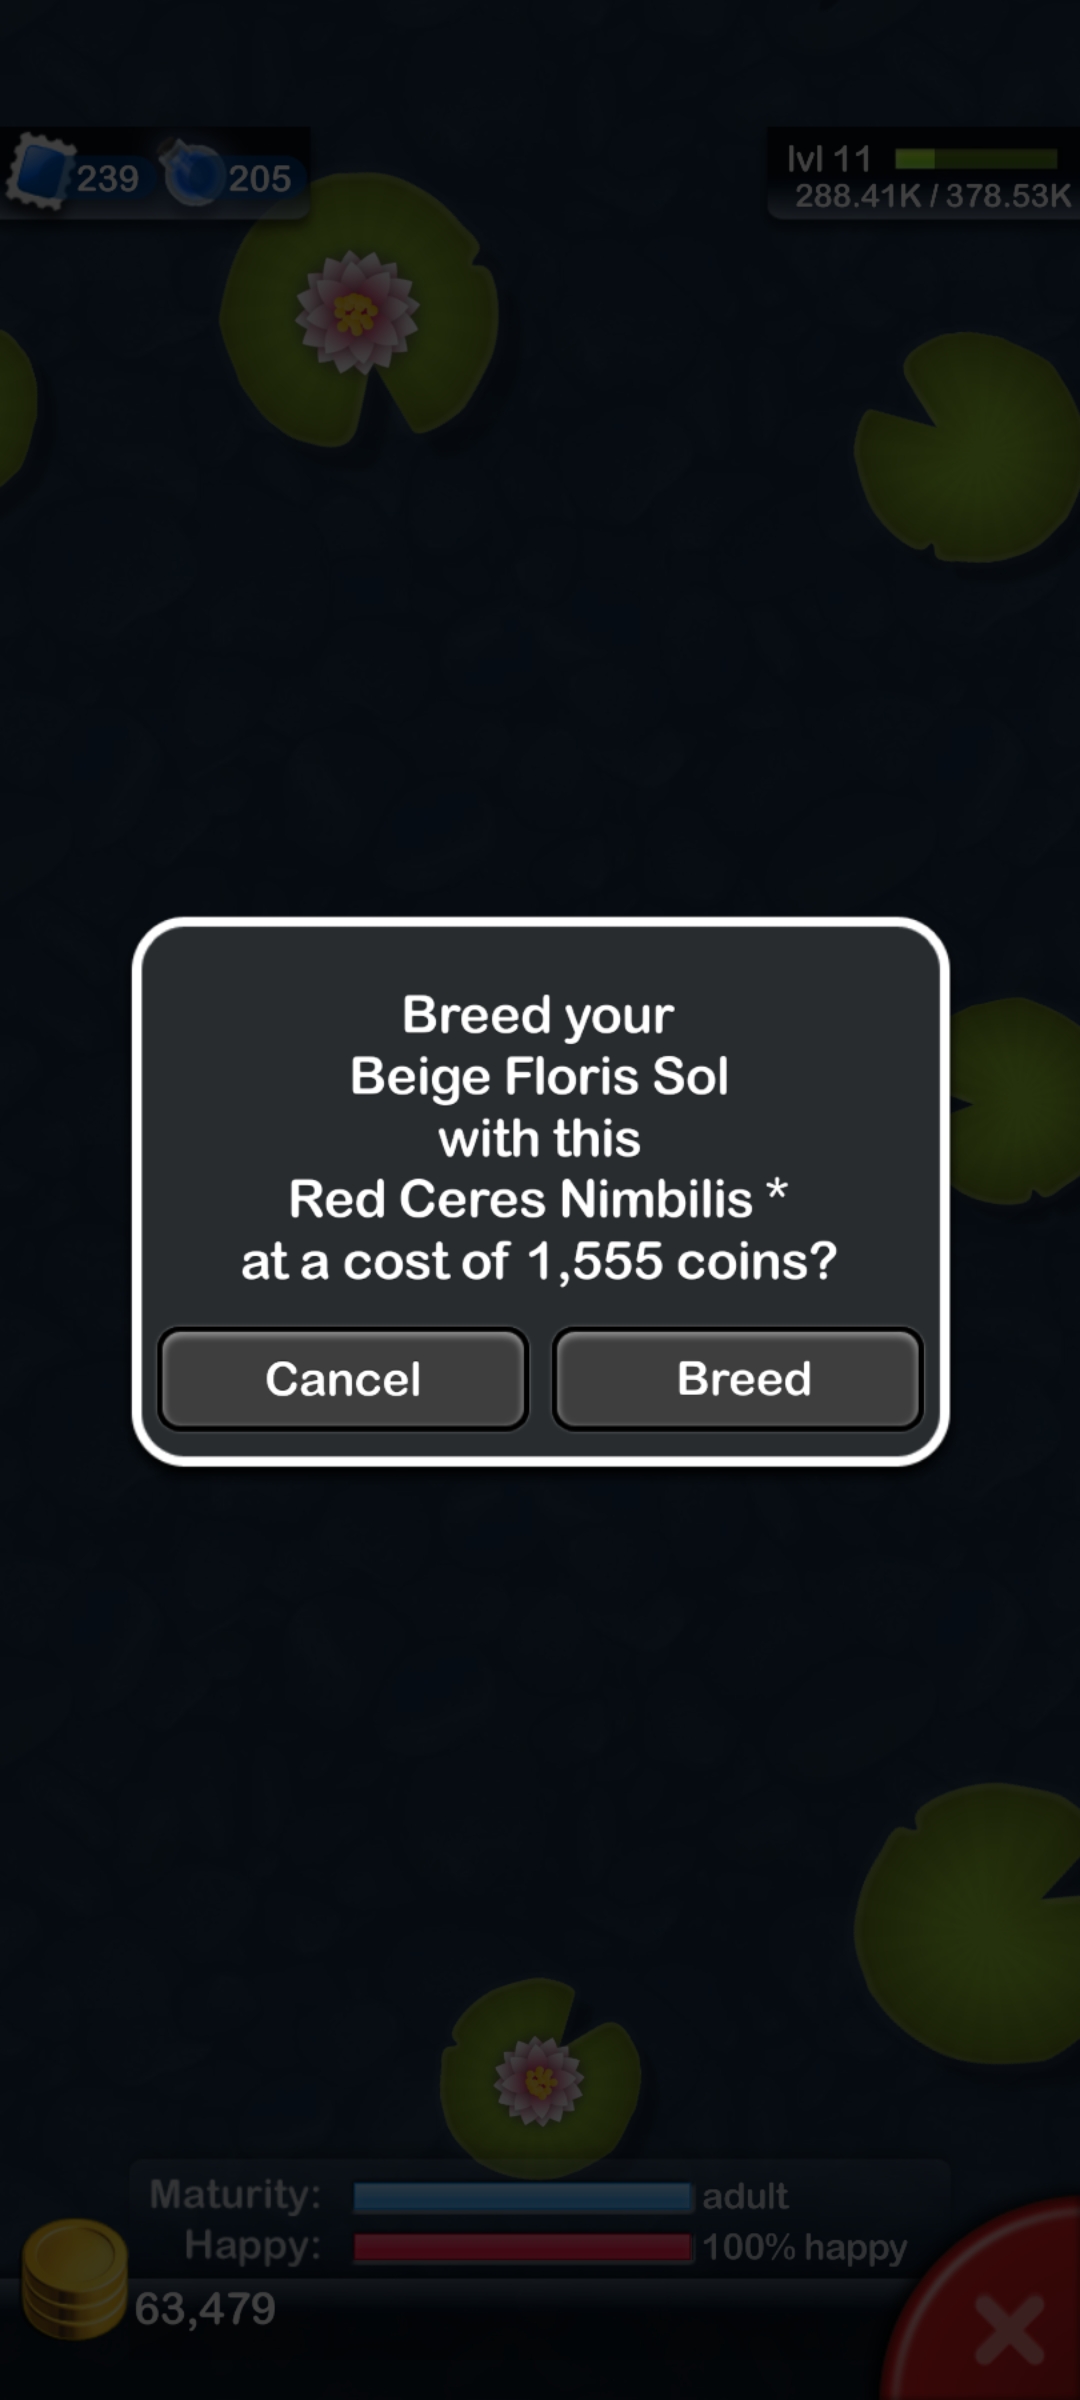 239 205
lvl 11
288.41K / 378.53K
Breed your
Beige Floris Sol
with this
Red Ceres Nimbilis *
at a cost of 1,555 coins?
Cancel Breed
Maturity: adult
Happy: 100% happy
63,479